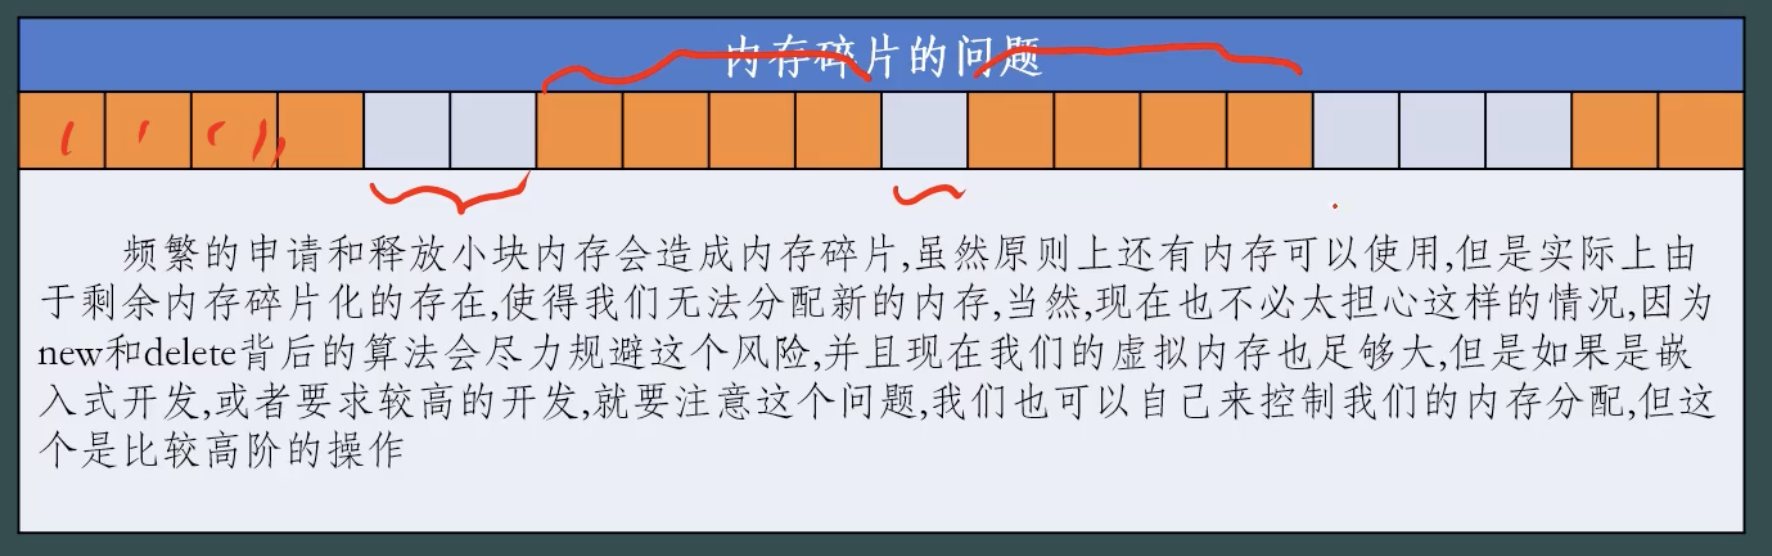 内存碎片的问题
频繁的申请和释放小块内存会造成内存碎片,虽然原则上还有内存可以使用,但是实际上由
于剩余内存碎片化的存在,使得我们无法分配新的内存,当然,现在也不必太担心这样的情况,因为
new和delete背后的算法会尽力规避这个风险,并且现在我们的虚拟内存也足够大,但是如果是嵌
入式开发,或者要求较高的开发,就要注意这个问题,我们也可以自己来控制我们的内存分配,但这
个是比较高阶的操作